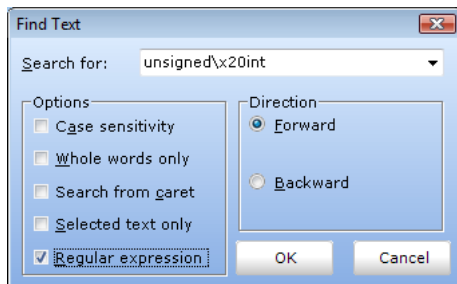 Find Text
Search for: unsigned\x20int
Options
Case sensitivity
Whole words only
Search from caret
Selected text only
Regular expression
Direction
Forward
Backward
OK Cancel